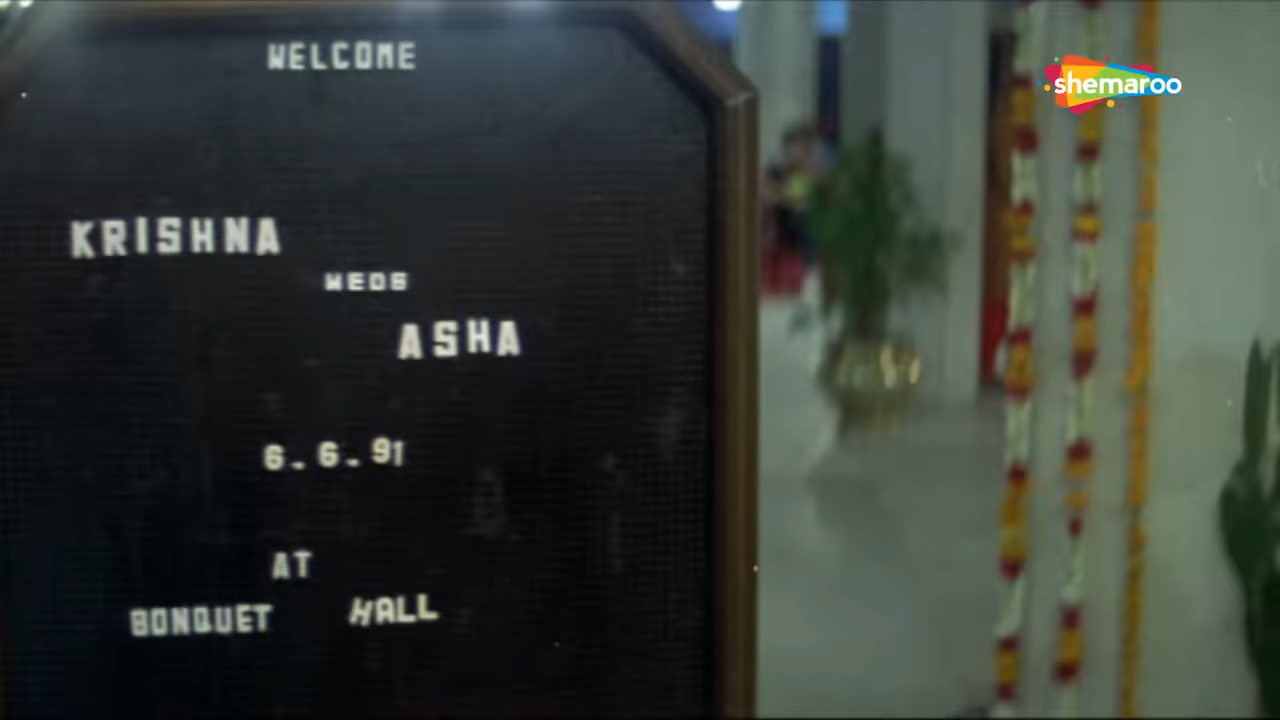 WELCOME
shemaroo
KRISHNA
WEDS
ASHA
6-6-91
AT
BONQUET HALL